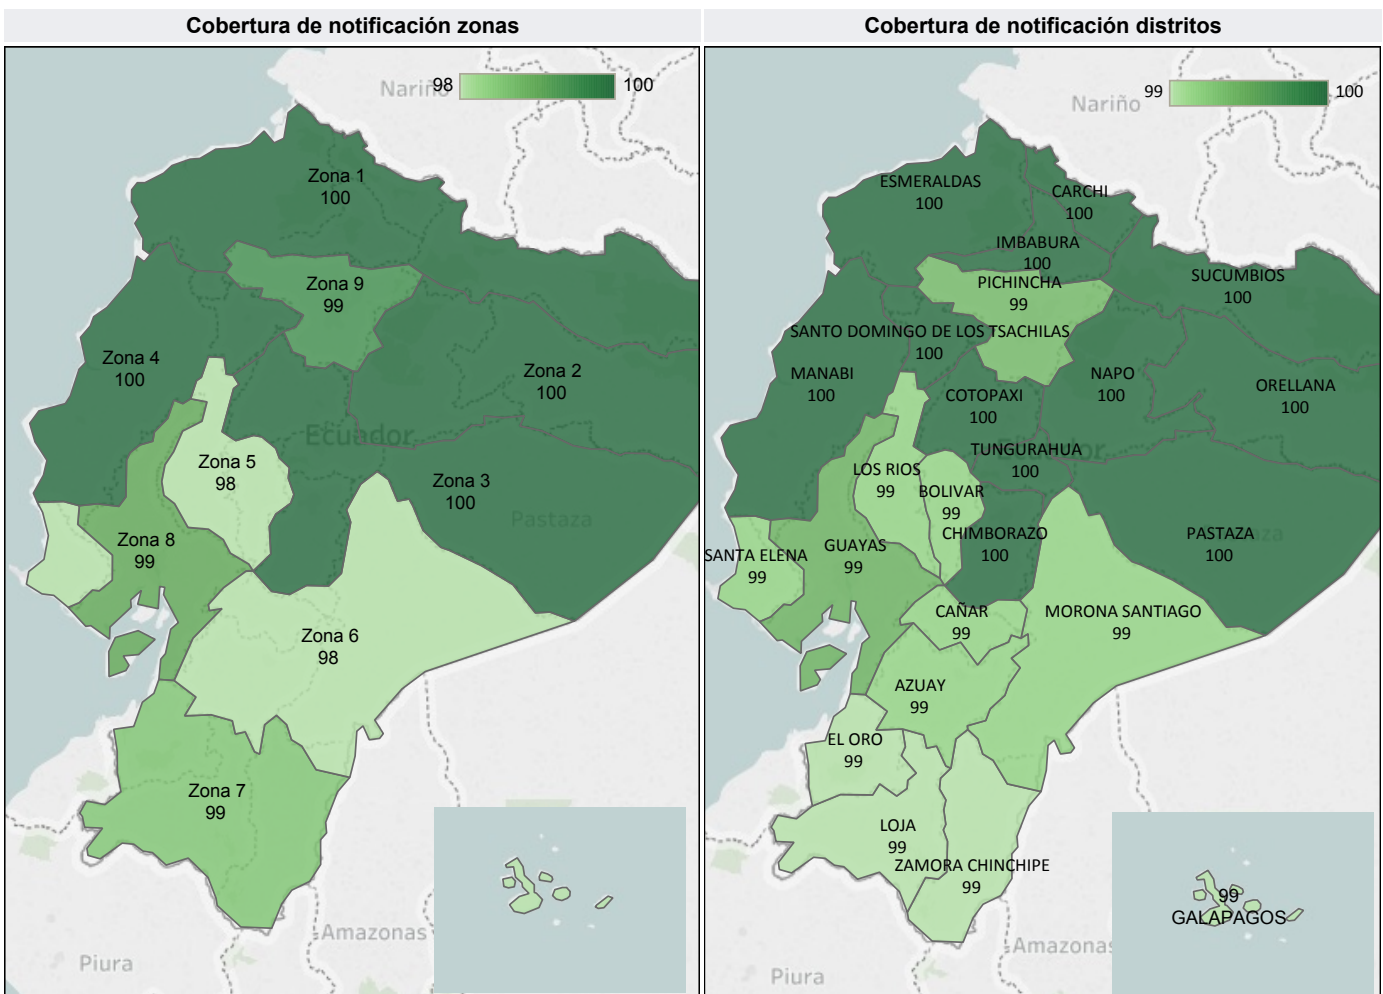 Cobertura de notificación zonas
Nariño
98
100
Zona 1
100
Zona 9
99
Zona 4
100
Zona 2
100
Ecuador
Zona 5
98
Zona 3
100
Pastaza
Zona 8
99
Zona 6
98
Zona 7
99
Amazonas
Piura
Cobertura de notificación distritos
99
100
Nariño
ESMERALDAS
100
CARCHI
100
IMBABURA
100
SUCUMBIOS
100
PICHINCHA
99
SANTO DOMINGO DE LOS TSACHILAS
100
MANABI
100
NAPO
100
ORELLANA
100
COTOPAXI
100
TUNGURAHUA
100
Ecuador
LOS RIOS
99
BOLIVAR
99
CHIMBORAZO
100
PASTAZA
100
SANTA ELENA
99
GUAYAS
99
CAÑAR
99
MORONA SANTIAGO
99
AZUAY
99
EL ORO
99
LOJA
99
ZAMORA CHINCHIPE
99
99
GALAPAGOS
Amazonas
Piura